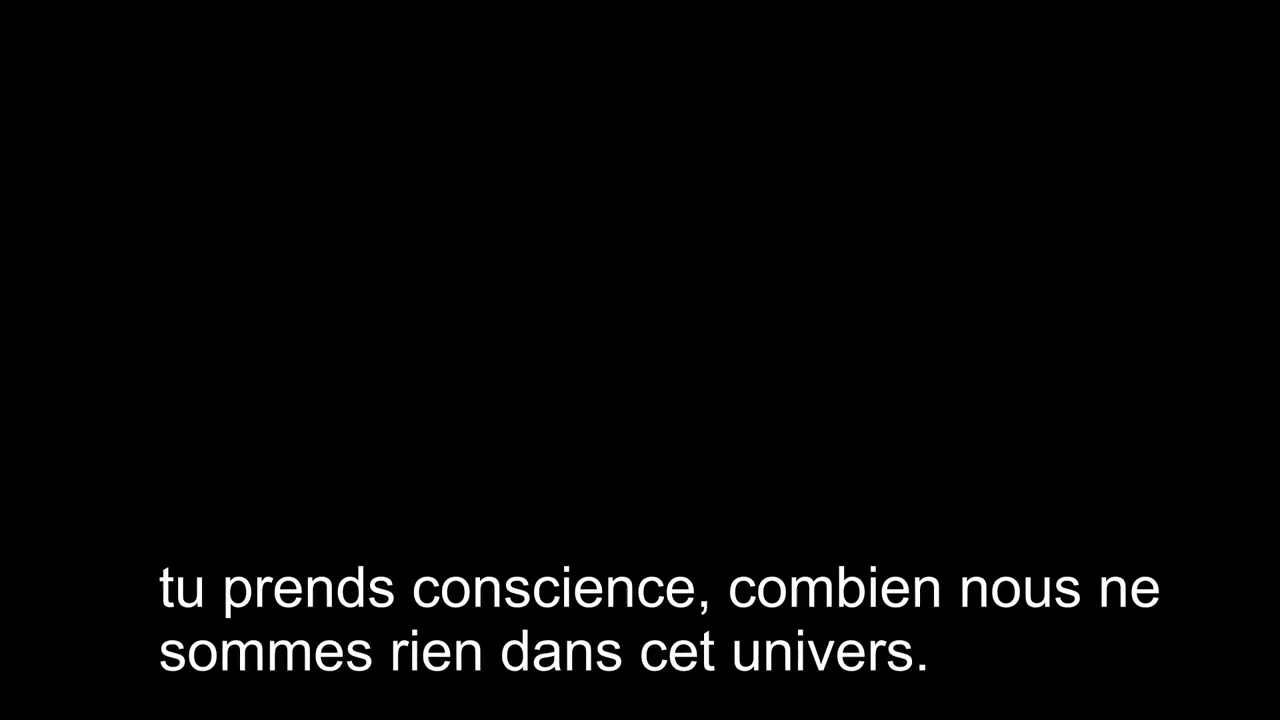 tu prends conscience, combien nous ne
sommes rien dans cet univers.